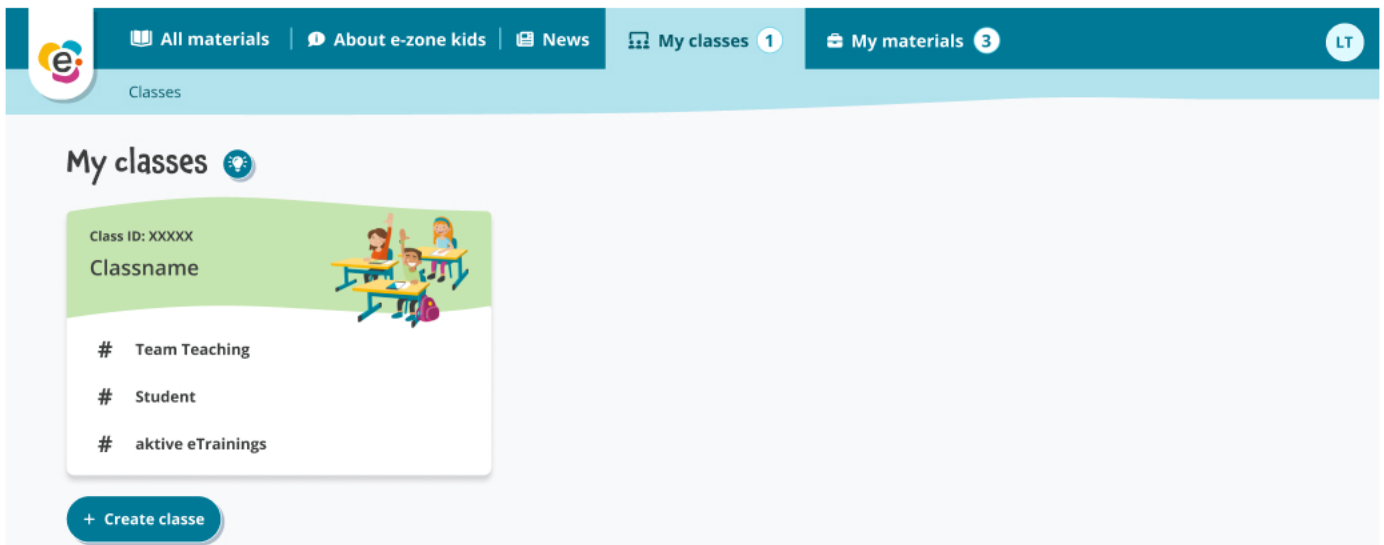 e:
All materials About e-zone kids News My classes 1 My materials 3 LT
Classes
My classes
Class ID: XXXXX
Classname
# Team Teaching
# Student
# aktive eTrainings
+ Create classe